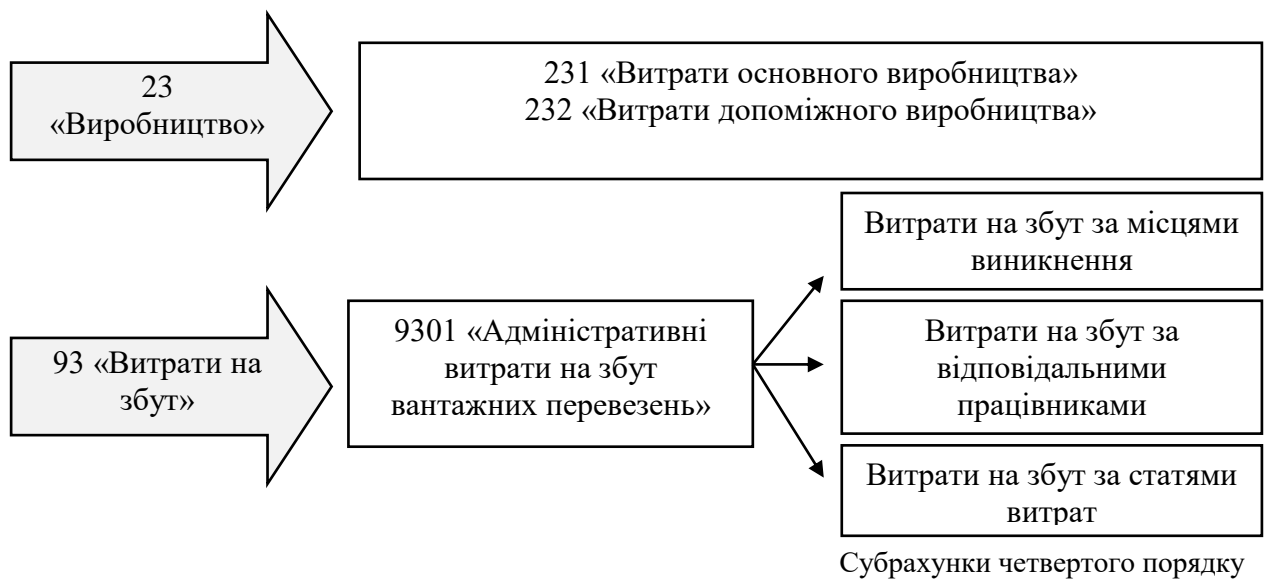 23
«Виробництво»
231 «Витрати основного виробництва»
232 «Витрати допоміжного виробництва»
93 «Витрати на
збут»
9301 «Адміністративні
витрати на збут
вантажних перевезень»
Витрати на збут за місцями
виникнення
Витрати на збут за
відповідальними
працівниками
Витрати на збут за статями
витрат
Субрахунки четвертого порядку